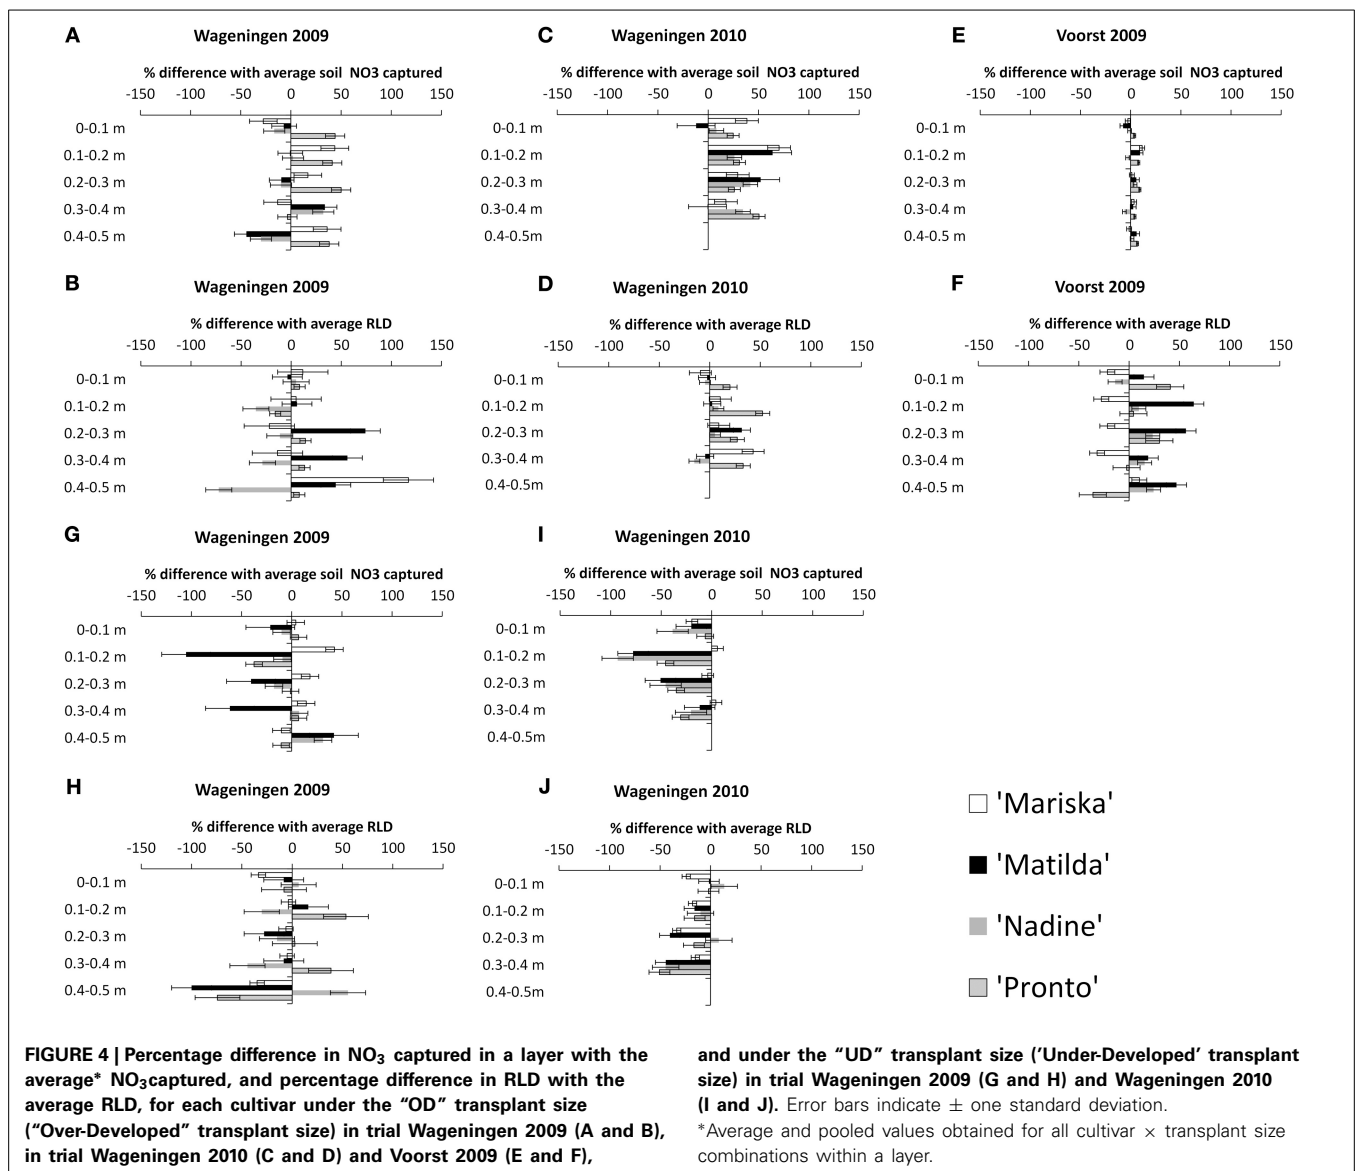 A
Wageningen 2009
% difference with average soil NO3 captured
-150 -100 -50 0 50 100 150
0-0.1 m
0.1-0.2 m
0.2-0.3 m
0.3-0.4 m
0.4-0.5 m
C
Wageningen 2010
% difference with average soil NO3 captured
-150 -100 -50 0 50 100 150
0-0.1 m
0.1-0.2 m
0.2-0.3 m
0.3-0.4 m
0.4-0.5m
E
Voorst 2009
% difference with average soil NO3 captured
-150 -100 -50 0 50 100 150
0-0.1 m
0.1-0.2 m
0.2-0.3 m
0.3-0.4 m
0.4-0.5 m
B
Wageningen 2009
% difference with average RLD
-150 -100 -50 0 50 100 150
0-0.1 m
0.1-0.2 m
0.2-0.3 m
0.3-0.4 m
0.4-0.5 m
D
Wageningen 2010
% difference with average RLD
-150 -100 -50 0 50 100 150
0-0.1 m
0.1-0.2 m
0.2-0.3 m
0.3-0.4 m
0.4-0.5m
F
Voorst 2009
% difference with average RLD
-150 -100 -50 0 50 100 150
0-0.1 m
0.1-0.2 m
0.2-0.3 m
0.3-0.4 m
0.4-0.5 m
G
Wageningen 2009
% difference with average soil NO3 captured
-150 -100 -50 0 50 100 150
0-0.1 m
0.1-0.2 m
0.2-0.3 m
0.3-0.4 m
0.4-0.5 m
I
Wageningen 2010
% difference with average soil NO3 captured
-150 -100 -50 0 50 100 150
0-0.1 m
0.1-0.2 m
0.2-0.3 m
0.3-0.4 m
0.4-0.5m
H
Wageningen 2009
% difference with average RLD
-150 -100 -50 0 50 100 150
0-0.1 m
0.1-0.2 m
0.2-0.3 m
0.3-0.4 m
0.4-0.5 m
J
Wageningen 2010
% difference with average RLD
-150 -100 -50 0 50 100 150
0-0.1 m
0.1-0.2 m
0.2-0.3 m
0.3-0.4 m
0.4-0.5m
'Mariska'
'Matilda'
'Nadine'
'Pronto'
FIGURE 4 | Percentage difference in NO3 captured in a layer with the
average* NO3captured, and percentage difference in RLD with the
average RLD, for each cultivar under the “OD” transplant size
(“Over-Developed” transplant size) in trial Wageningen 2009 (A and B),
in trial Wageningen 2010 (C and D) and Voorst 2009 (E and F),
and under the “UD” transplant size (’Under-Developed’ transplant
size) in trial Wageningen 2009 (G and H) and Wageningen 2010
(I and J). Error bars indicate ± one standard deviation.
*Average and pooled values obtained for all cultivar × transplant size
combinations within a layer.